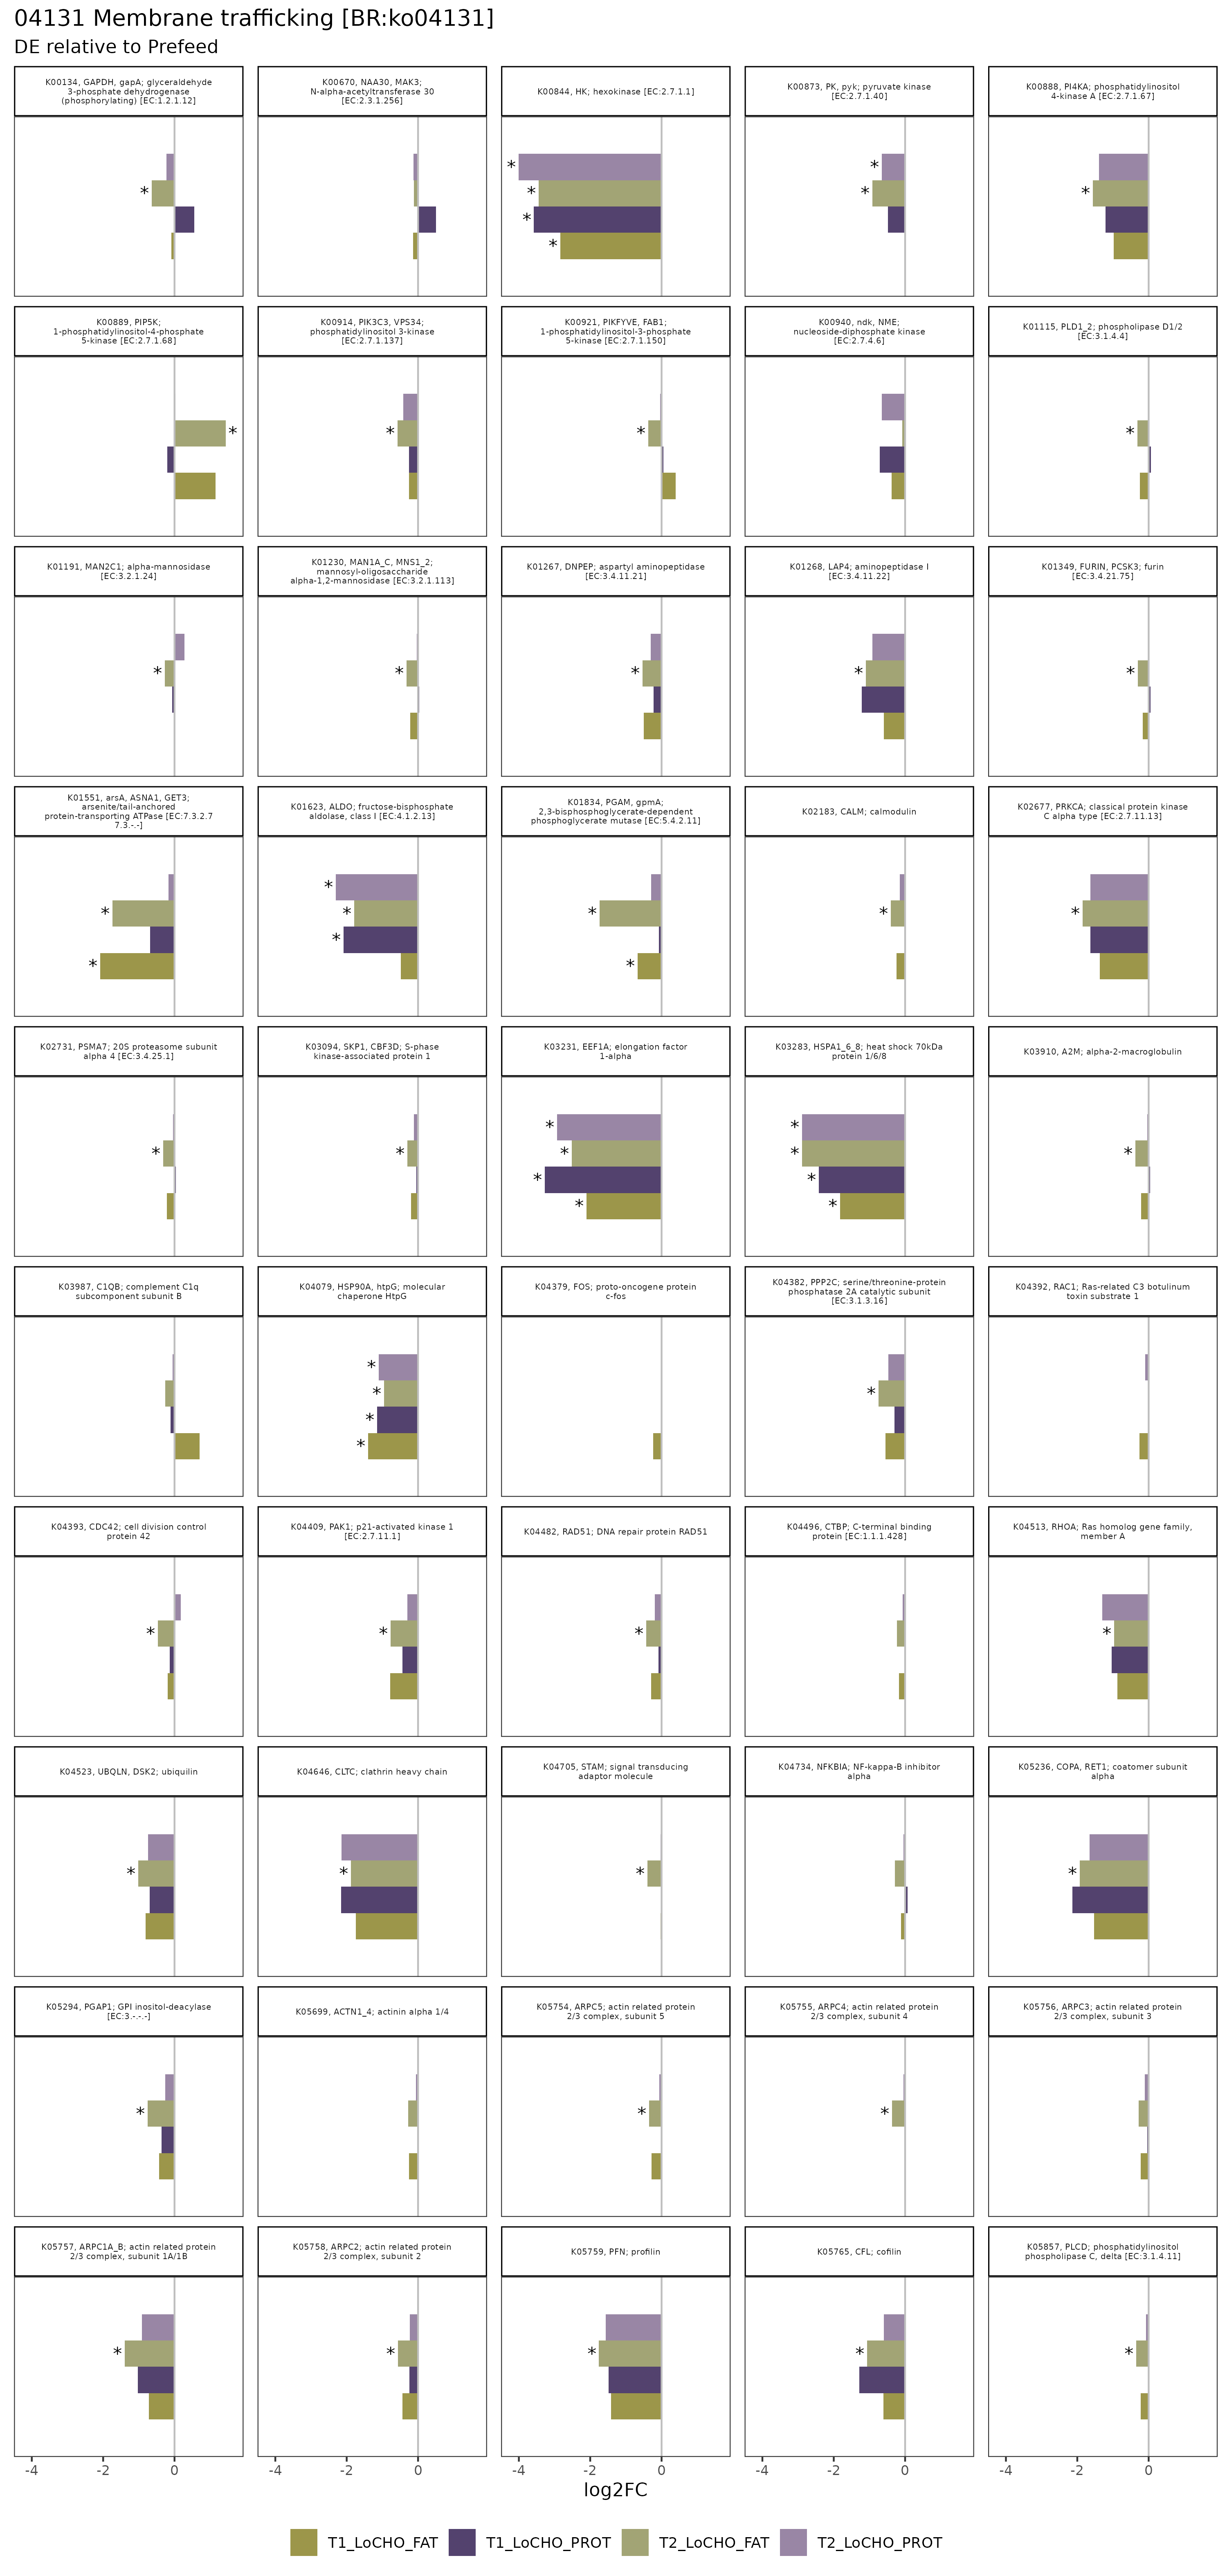 04131 Membrane trafficking [BR:ko04131]
DE relative to Prefeed
K00134, GAPDH, gapA; glyceraldehyde
3-phosphate dehydrogenase
(phosphorylating) [EC:1.2.1.12]
K00670, NAA30, MAK3;
N-alpha-acetyltransferase 30
[EC:2.3.1.256]
K00844, HK; hexokinase [EC:2.7.1.1]
K00873, PK, pyk; pyruvate kinase
[EC:2.7.1.40]
K00888, PI4KA; phosphatidylinositol
4-kinase A [EC:2.7.1.67]
*
*
*
*
*
*
*
*
K00889, PIP5K;
1-phosphatidylinositol-4-phosphate
5-kinase [EC:2.7.1.68]
K00914, PIK3C3, VPS34;
phosphatidylinositol 3-kinase
[EC:2.7.1.137]
K00921, PIKFYVE, FAB1;
1-phosphatidylinositol-3-phosphate
5-kinase [EC:2.7.1.150]
K00940, ndk, NME;
nucleoside-diphosphate kinase
[EC:2.7.4.6]
K01115, PLD1_2; phospholipase D1/2
[EC:3.1.4.4]
*
*
*
*
K01191, MAN2C1; alpha-mannosidase
[EC:3.2.1.24]
K01230, MAN1A_C, MNS1_2;
mannosyl-oligosaccharide
alpha-1,2-mannosidase [EC:3.2.1.113]
K01267, DNPEP; aspartyl aminopeptidase
[EC:3.4.11.21]
K01268, LAP4; aminopeptidase I
[EC:3.4.11.22]
K01349, FURIN, PCSK3; furin
[EC:3.4.21.75]
*
*
*
*
*
K01551, arsA, ASNA1, GET3;
arsenite/tail-anchored
protein-transporting ATPase [EC:7.3.2.7
7.3.-.-]
K01623, ALDO; fructose-bisphosphate
aldolase, class I [EC:4.1.2.13]
K01834, PGAM, gpmA;
2,3-bisphosphoglycerate-dependent
phosphoglycerate mutase [EC:5.4.2.11]
K02183, CALM; calmodulin
K02677, PRKCA; classical protein kinase
C alpha type [EC:2.7.11.13]
*
*
*
*
*
*
*
*
*
K02731, PSMA7; 20S proteasome subunit
alpha 4 [EC:3.4.25.1]
K03094, SKP1, CBF3D; S-phase
kinase-associated protein 1
K03231, EEF1A; elongation factor
1-alpha
K03283, HSPA1_6_8; heat shock 70kDa
protein 1/6/8
K03910, A2M; alpha-2-macroglobulin
*
*
*
*
*
*
*
*
*
*
*
K03987, C1QB; complement C1q
subcomponent subunit B
K04079, HSP90A, htpG; molecular
chaperone HtpG
K04379, FOS; proto-oncogene protein
c-fos
K04382, PPP2C; serine/threonine-protein
phosphatase 2A catalytic subunit
[EC:3.1.3.16]
K04392, RAC1; Ras-related C3 botulinum
toxin substrate 1
*
*
*
*
*
K04393, CDC42; cell division control
protein 42
K04409, PAK1; p21-activated kinase 1
[EC:2.7.11.1]
K04482, RAD51; DNA repair protein RAD51
K04496, CTBP; C-terminal binding
protein [EC:1.1.1.428]
K04513, RHOA; Ras homolog gene family,
member A
*
*
*
*
K04523, UBQLN, DSK2; ubiquilin
K04646, CLTC; clathrin heavy chain
K04705, STAM; signal transducing
adaptor molecule
K04734, NFKBIA; NF-kappa-B inhibitor
alpha
K05236, COPA, RET1; coatomer subunit
alpha
*
*
*
*
K05294, PGAP1; GPI inositol-deacylase
[EC:3.-.-.-]
K05699, ACTN1_4; actinin alpha 1/4
K05754, ARPC5; actin related protein
2/3 complex, subunit 5
K05755, ARPC4; actin related protein
2/3 complex, subunit 4
K05756, ARPC3; actin related protein
2/3 complex, subunit 3
*
*
*
K05757, ARPC1A_B; actin related protein
2/3 complex, subunit 1A/1B
K05758, ARPC2; actin related protein
2/3 complex, subunit 2
K05759, PFN; profilin
K05765, CFL; cofilin
K05857, PLCD; phosphatidylinositol
phospholipase C, delta [EC:3.1.4.11]
*
*
*
*
*
-4 -2 0 -4 -2 0 -4 -2 0 -4 -2 0 -4 -2 0
log2FC
T1_LoCHO_FAT T1_LoCHO_PROT T2_LoCHO_FAT T2_LoCHO_PROT